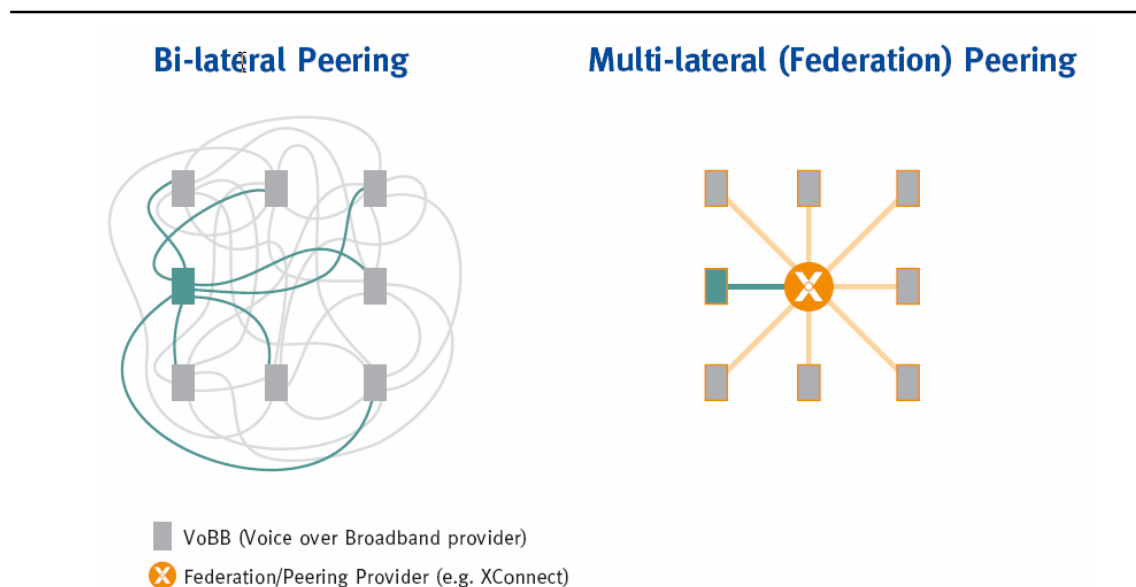 Bi-lateral Peering
Multi-lateral (Federation) Peering
X
VoBB (Voice over Broadband provider)
X Federation/Peering Provider (e.g. XConnect)